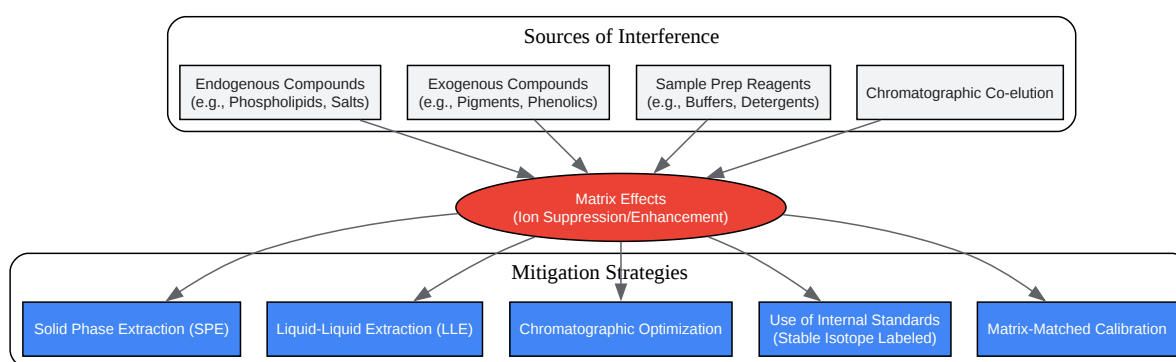 Sources of Interference
Endogenous Compounds
(e.g., Phospholipids, Salts)
Exogenous Compounds
(e.g., Pigments, Phenolics)
Sample Prep Reagents
(e.g., Buffers, Detergents)
Chromatographic Co-elution
Matrix Effects
(Ion Suppression/Enhancement)
Mitigation Strategies
Solid Phase Extraction (SPE)
Liquid-Liquid Extraction (LLE)
Chromatographic Optimization
Use of Internal Standards
(Stable Isotope Labeled)
Matrix-Matched Calibration